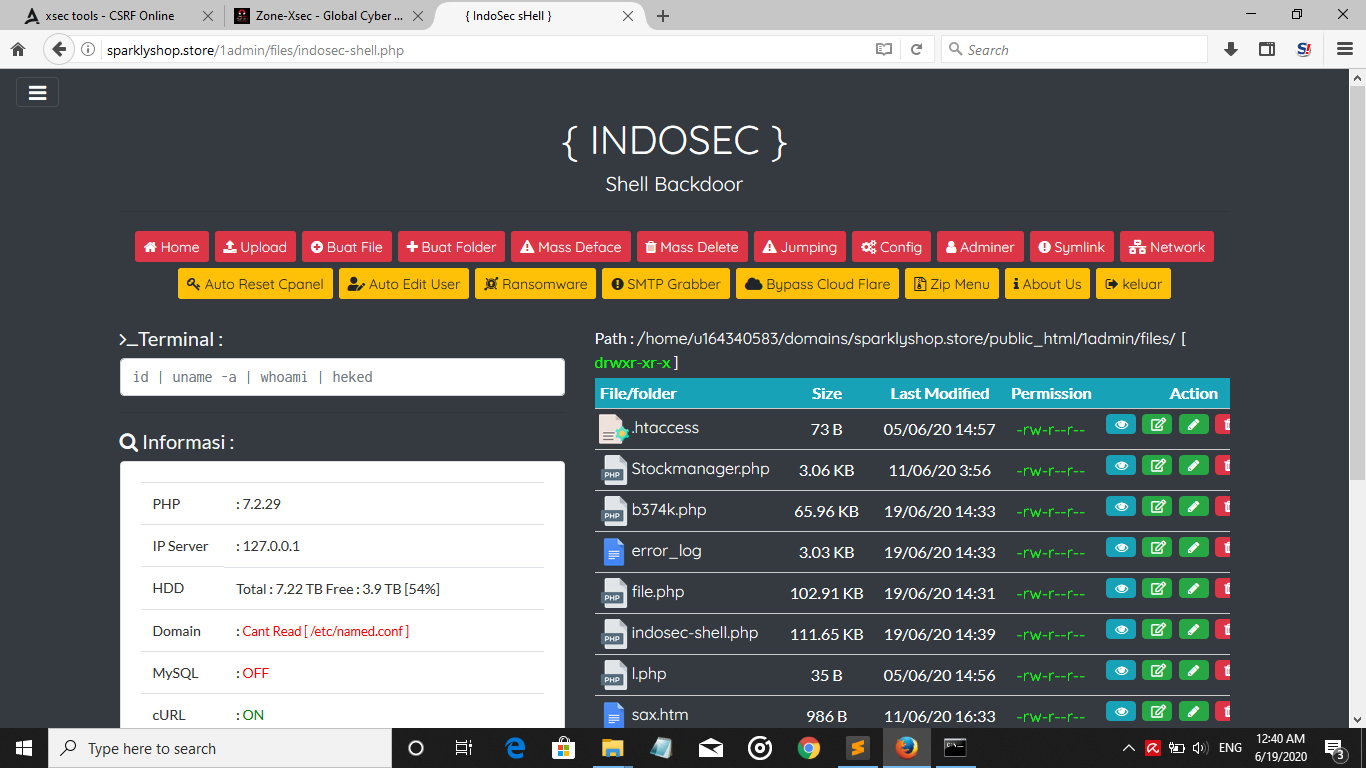 xsec tools - CSRF Online
Zone-Xsec - Global Cyber ...
{ IndoSec sHell }
sparklyshop.store/1admin/files/indosec-shell.php
Search
{ INDOSEC }
Shell Backdoor
Home Upload Buat File Buat Folder Mass Deface Mass Delete Jumping Config Adminer Symlink Network
Auto Reset Cpanel Auto Edit User Ransomware SMTP Grabber Bypass Cloud Flare Zip Menu About Us keluar
>_Terminal :
id | uname -a | whoami | heked
Informasi :
PHP : 7.2.29
IP Server : 127.0.0.1
HDD Total : 7.22 TB Free : 3.9 TB [54%]
Domain : Cant Read [ /etc/named.conf ]
MySQL : OFF
cURL : ON
Path : /home/u164340583/domains/sparklyshop.store/public_html/1admin/files/ [
drwxr-xr-x ]
File/folder Size Last Modified Permission Action
.htaccess 73 B 05/06/20 14:57 -rw-r--r--
Stockmanager.php 3.06 KB 11/06/20 3:56 -rw-r--r--
b374k.php 65.96 KB 19/06/20 14:33 -rw-r--r--
error_log 3.03 KB 19/06/20 14:33 -rw-r--r--
file.php 102.91 KB 19/06/20 14:31 -rw-r--r--
indosec-shell.php 111.65 KB 19/06/20 14:39 -rw-r--r--
l.php 35 B 05/06/20 14:56 -rw-r--r--
sax.htm 986 B 11/06/20 16:33 -rw-r--r--
Type here to search
ENG
12:40 AM
6/19/2020
3